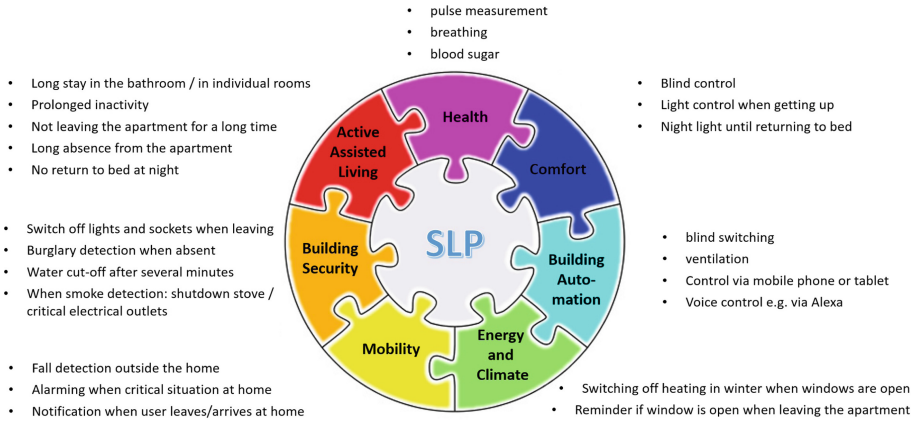 • pulse measurement
• breathing
• blood sugar
• Long stay in the bathroom / in individual rooms
• Prolonged inactivity
• Not leaving the apartment for a long time
• Long absence from the apartment
• No return to bed at night
Health
Active
Assisted
Living
Comfort
• Blind control
• Light control when getting up
• Night light until returning to bed
• Switch off lights and sockets when leaving
• Burglary detection when absent
• Water cut-off after several minutes
• When smoke detection: shutdown stove /
critical electrical outlets
Building
Security
SLP
Building
Auto-
mation
• blind switching
• ventilation
• Control via mobile phone or tablet
• Voice control e.g. via Alexa
Mobility
Energy
and
Climate
• Fall detection outside the home
• Alarming when critical situation at home
• Notification when user leaves/arrives at home
• Switching off heating in winter when windows are open
• Reminder if window is open when leaving the apartment